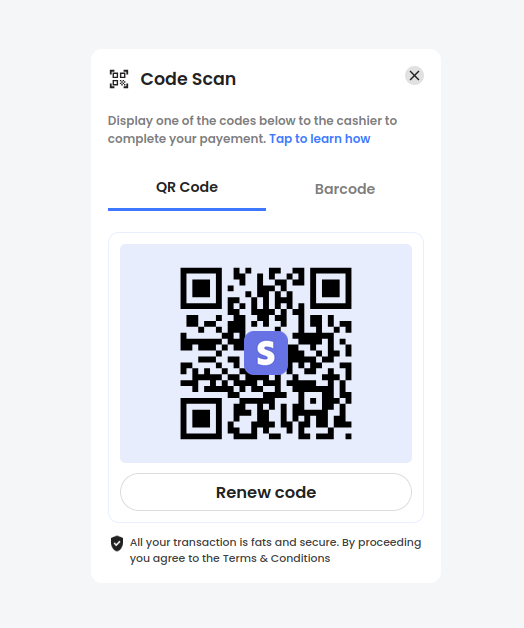 Code Scan
Display one of the codes below to the cashier to
complete your payement. Tap to learn how
QR Code
Barcode
S
Renew code
All your transaction is fats and secure. By proceeding
you agree to the Terms & Conditions